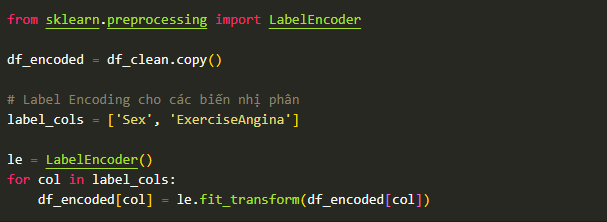 from sklearn.preprocessing import LabelEncoder
df_encoded = df_clean.copy()
# Label Encoding cho các biến nhị phân
label_cols = ['Sex', 'ExerciseAngina']
le = LabelEncoder()
for col in label_cols:
    df_encoded[col] = le.fit_transform(df_encoded[col])